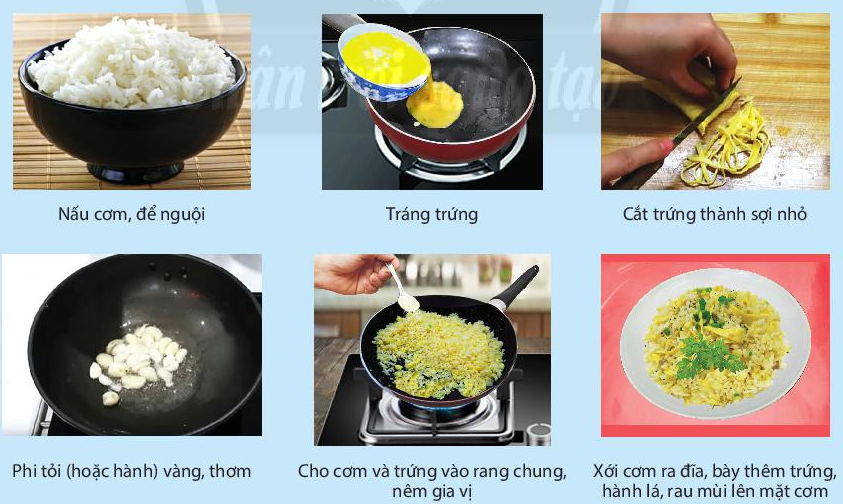 Nấu cơm, để nguội
Tráng trứng
Cắt trứng thành sợi nhỏ
Phi tỏi (hoặc hành) vàng, thơm
Cho cơm và trứng vào rang chung,
nêm gia vị
Xới cơm ra đĩa, bày thêm trứng,
hành lá, rau mùi lên mặt cơm